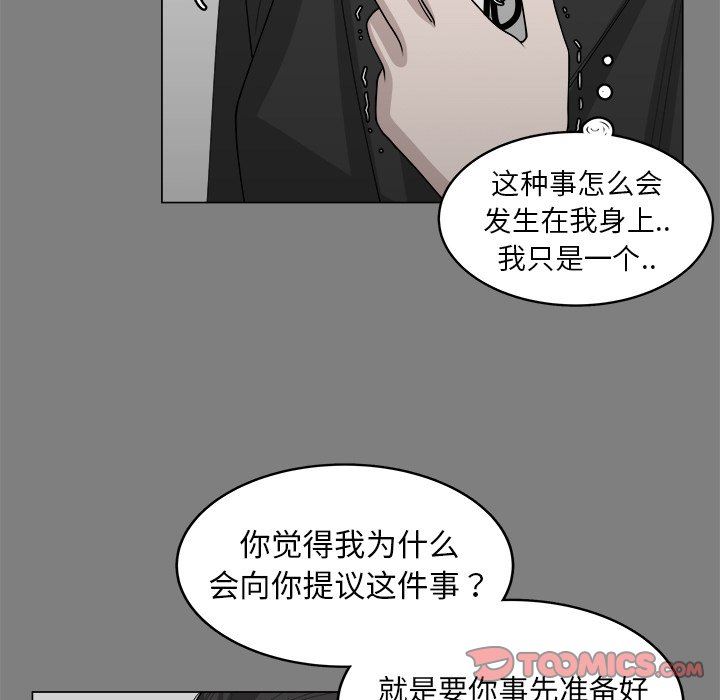 这种事怎么会
发生在我身上..
我只是一个..
你觉得我为什么
会向你提议这件事？
就是要你事先准备好
TOOMICS.COM